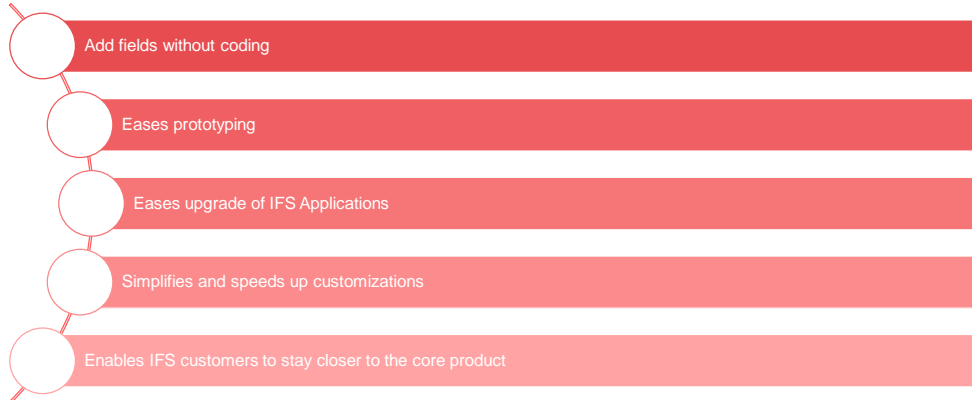 Add fields without coding
Eases prototyping
Eases upgrade of IFS Applications
Simplifies and speeds up customizations
Enables IFS customers to stay closer to the core product